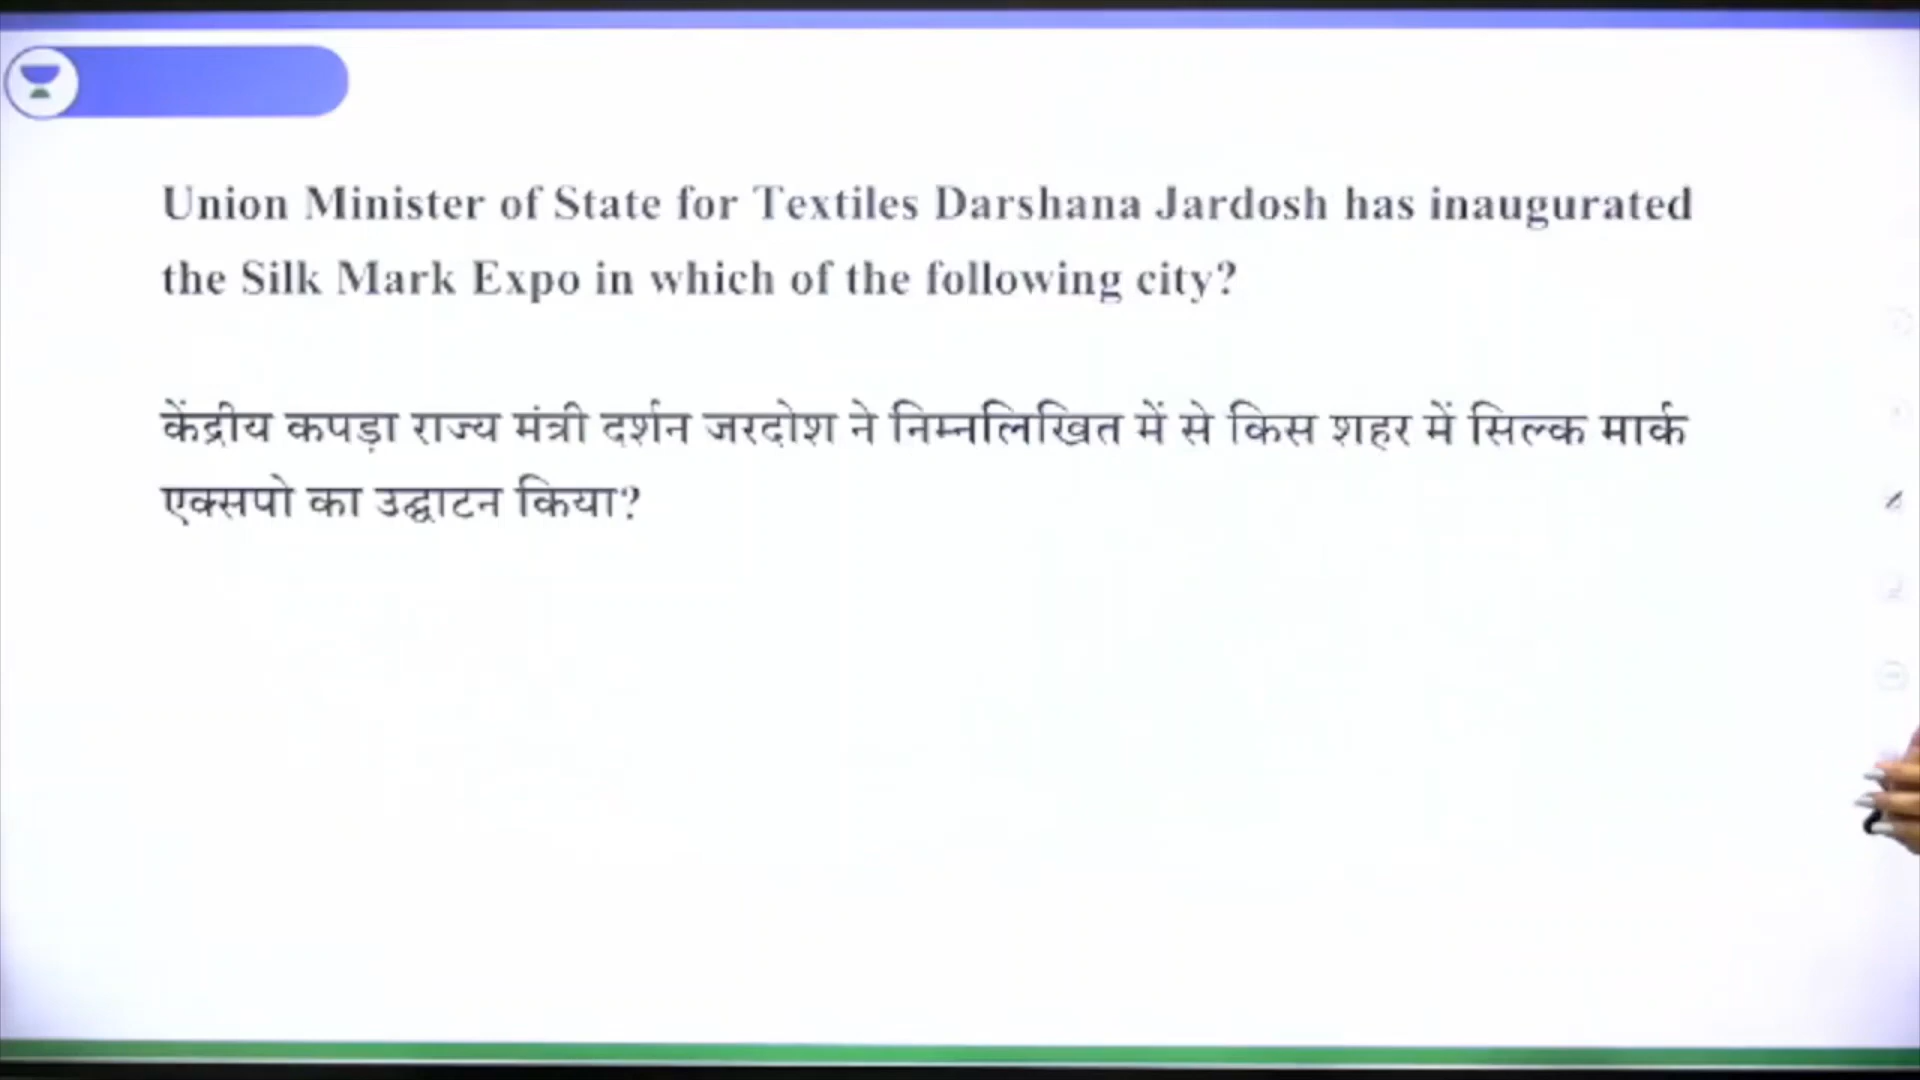 Union Minister of State for Textiles Darshana Jardosh has inaugurated
the Silk Mark Expo in which of the following city?
केंद्रीय कपड़ा राज्य मंत्री दर्शन जरदोश ने निम्नलिखित में से किस शहर में सिल्क मार्क
एक्सपो का उद्घाटन किया?